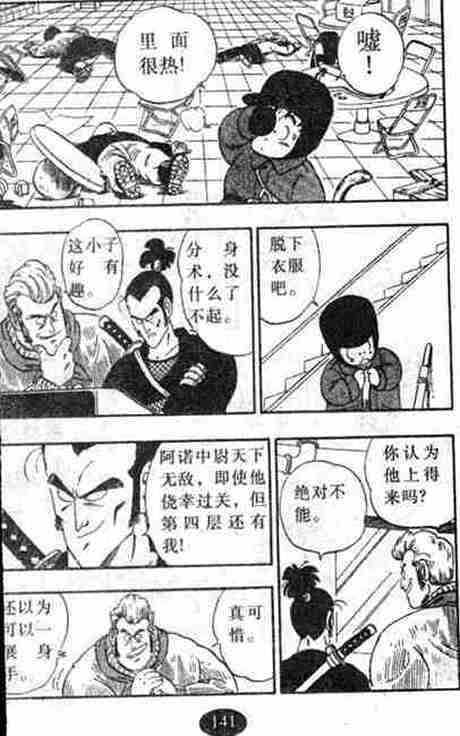 嘘
！
里面
很热!
脱下
衣服
吧。
分身
术，没
什么了
不起。
这小子
好有
趣。
你认为
他上得
来吗?
绝对不
能。
阿诺中尉天下
无敌，即使他
侥幸过关，但
第四层还有
我!
真可
惜。
还以为
可以一
展身
手。
141